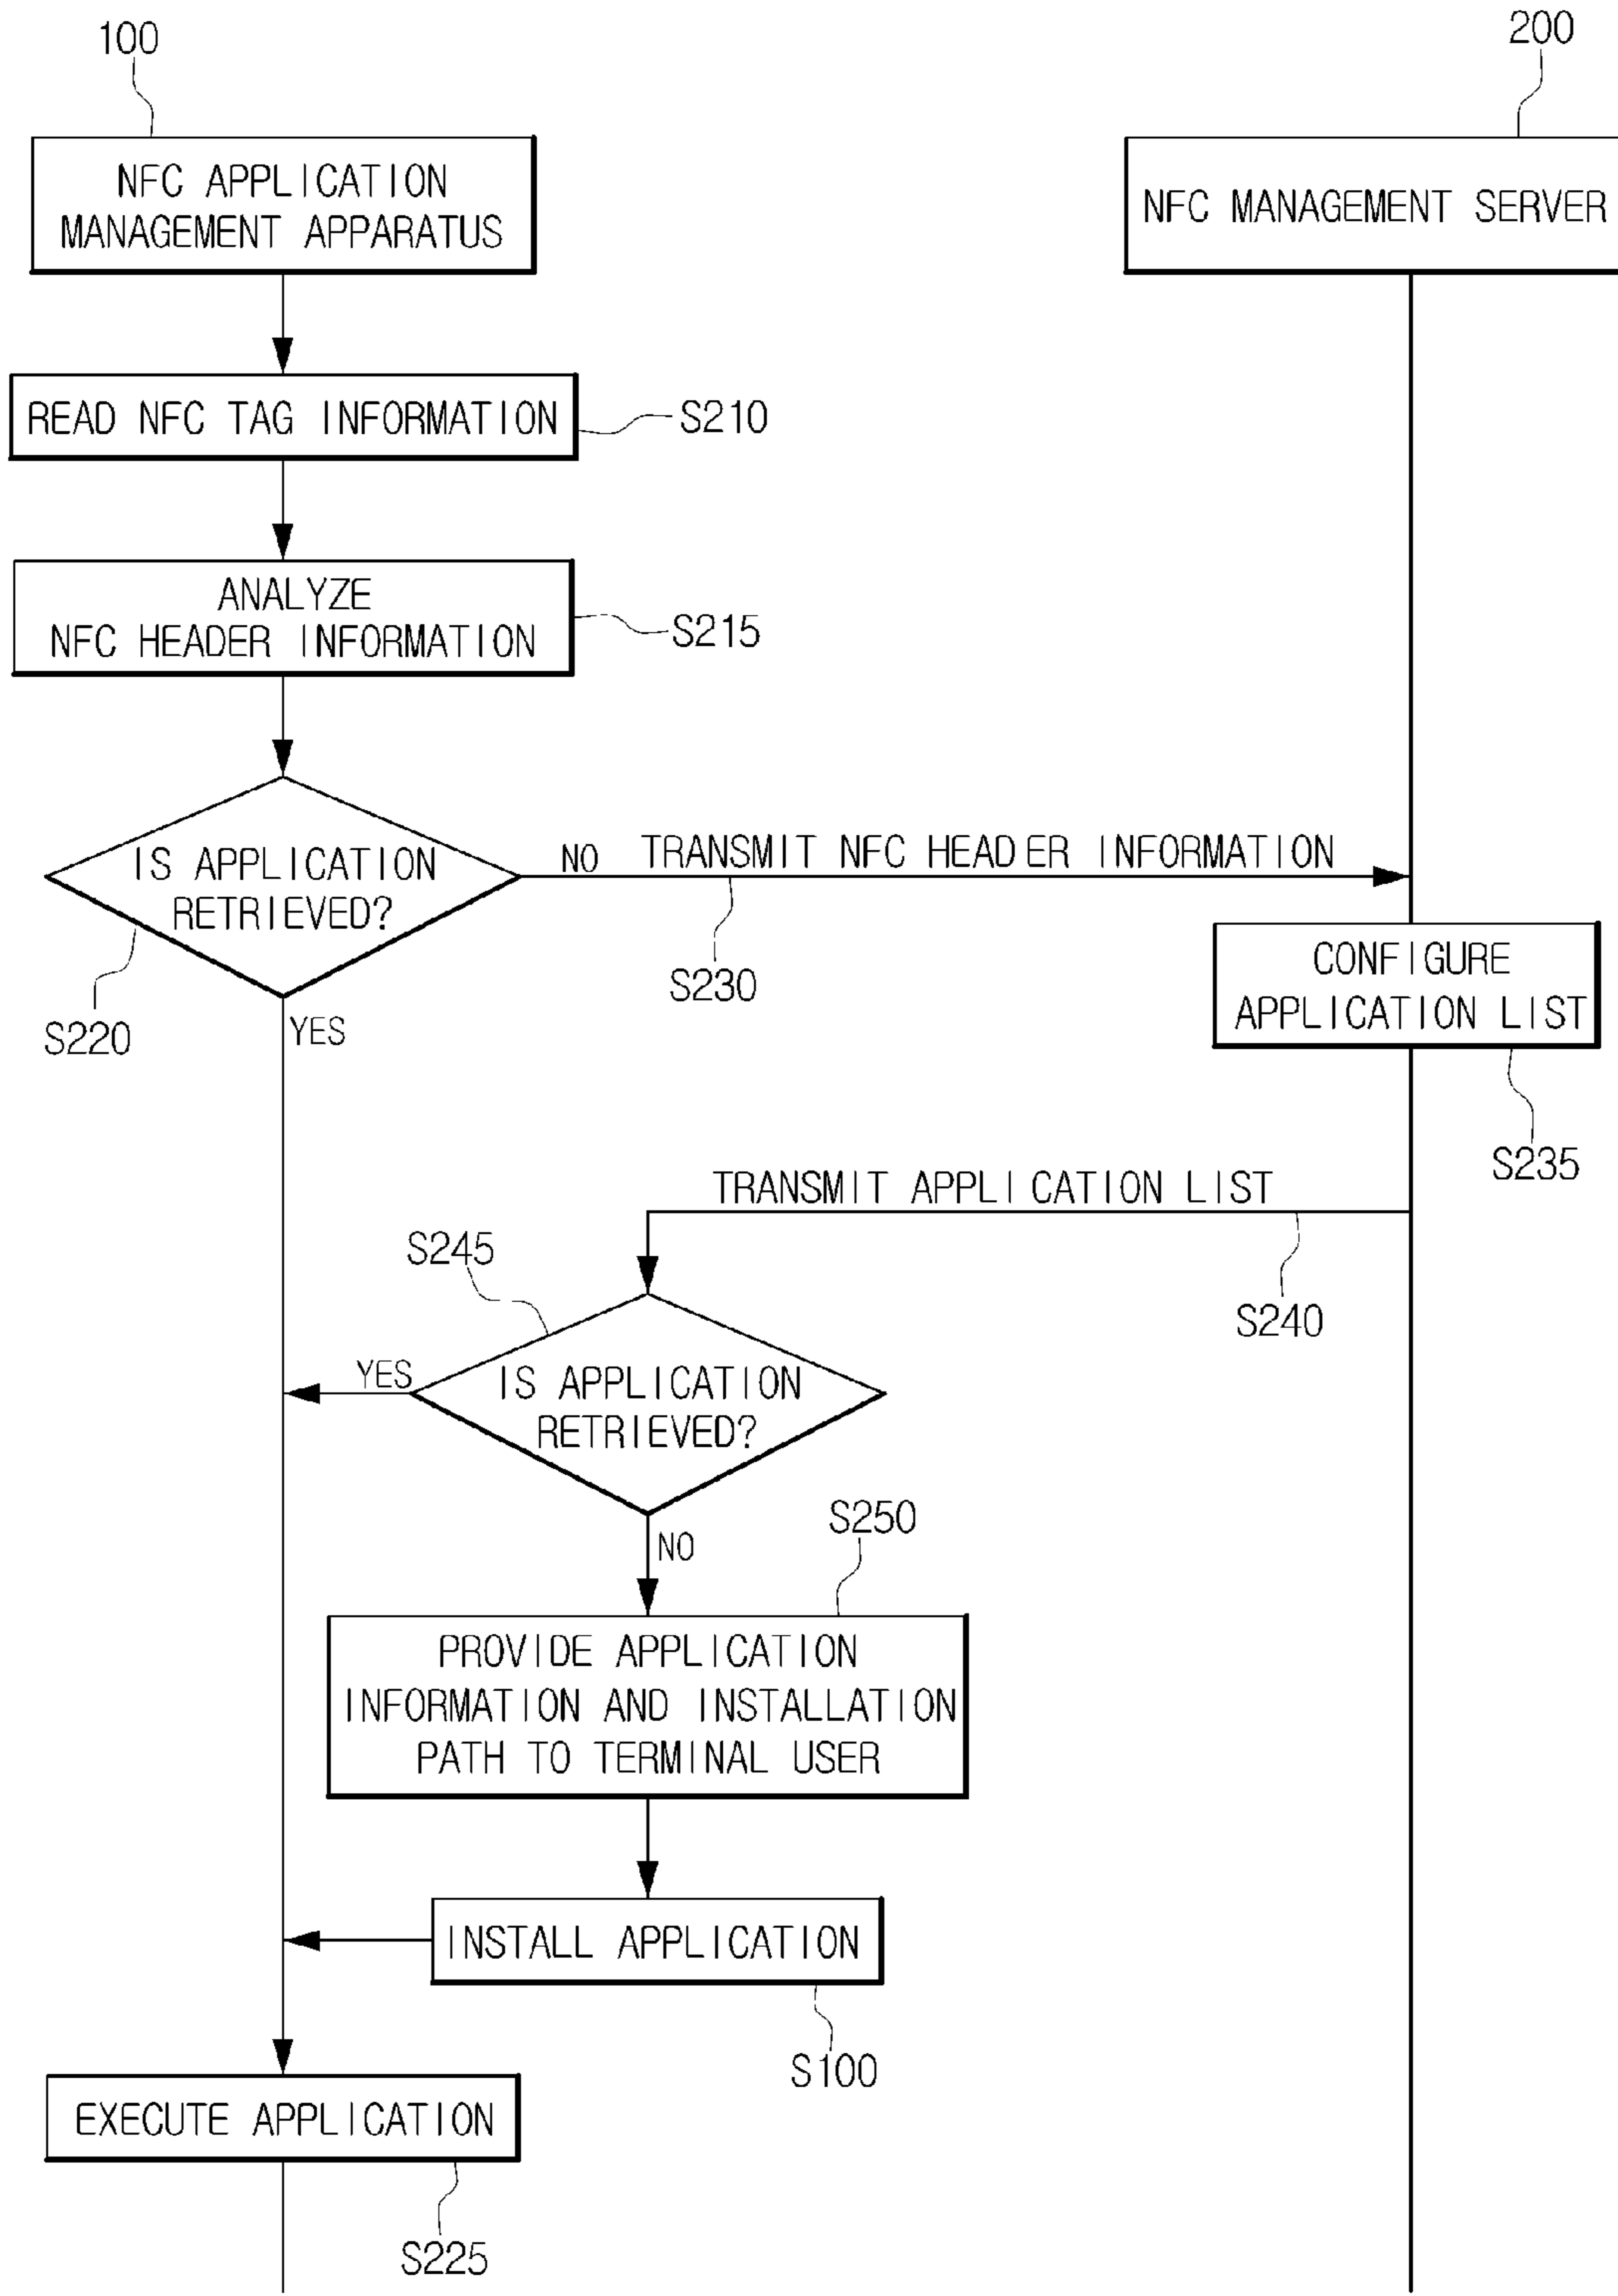 100
200
NFC APPLICATION
MANAGEMENT APPARATUS
NFC MANAGEMENT SERVER
READ NFC TAG INFORMATION
S210
ANALYZE
NFC HEADER INFORMATION
S215
IS APPLICATION
RETRIEVED?
NO
TRANSMIT NFC HEADER INFORMATION
S230
S220
YES
CONFIGURE
APPLICATION LIST
S235
TRANSMIT APPLICATION LIST
S240
S245
YES
IS APPLICATION
RETRIEVED?
NO
S250
PROVIDE APPLICATION
INFORMATION AND INSTALLATION
PATH TO TERMINAL USER
INSTALL APPLICATION
S100
EXECUTE APPLICATION
S225